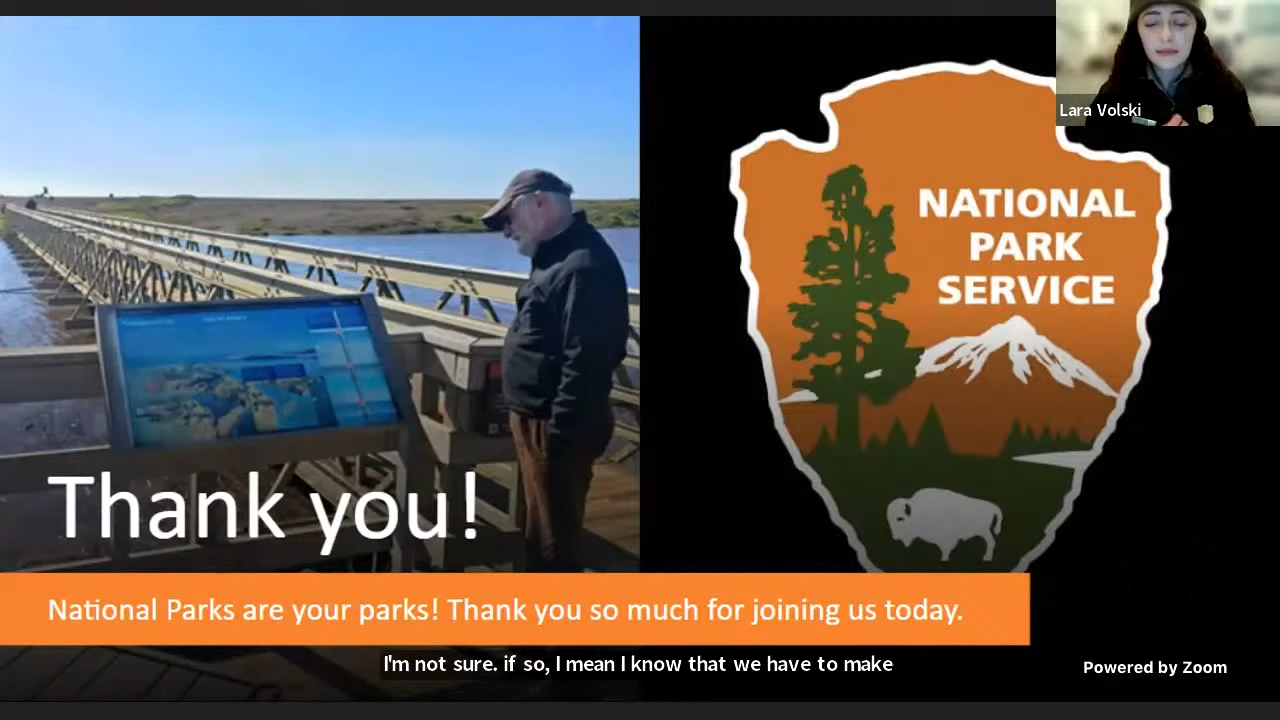 Lara Volski
NATIONAL
PARK
SERVICE
Thank you!
National Parks are your parks! Thank you so much for joining us today.
I'm not sure. if so, I mean I know that we have to make
Powered by Zoom